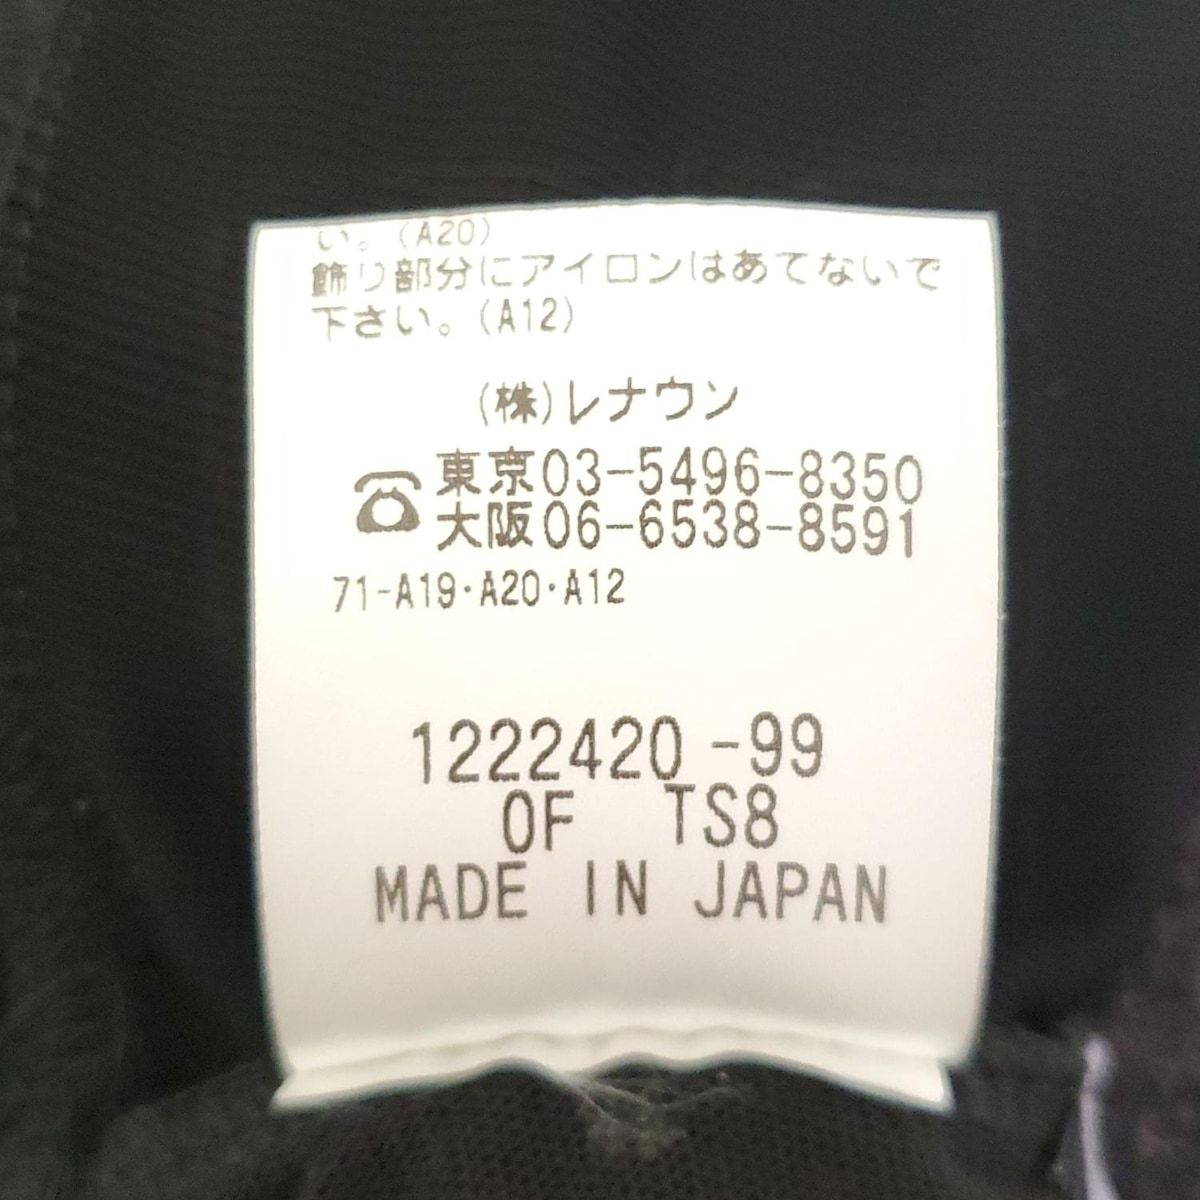 い。(A20)
飾り部分にアイロンはあてないで
下さい。(A12)
(株)レナウン
☎東京03-5496-8350
大阪06-6538-8591
71-A19・A20・A12
1222420-99
OF TS8
MADE IN JAPAN